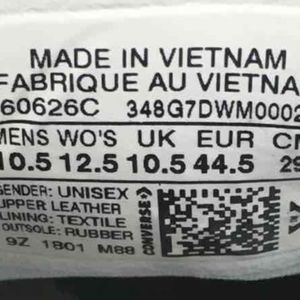 MADE IN VIETNAM
FABRIQUE AU VIETNA
60626C 348G7DWM0002
MENS WO'S UK EUR C
10.5 12.5 10.5 44.5 29
GENDER: UNISEX
UPPER LEATHER
LINING: TEXTILE
OUTSOLE: RUBBER
9Z 1801 M88
CONVERSE